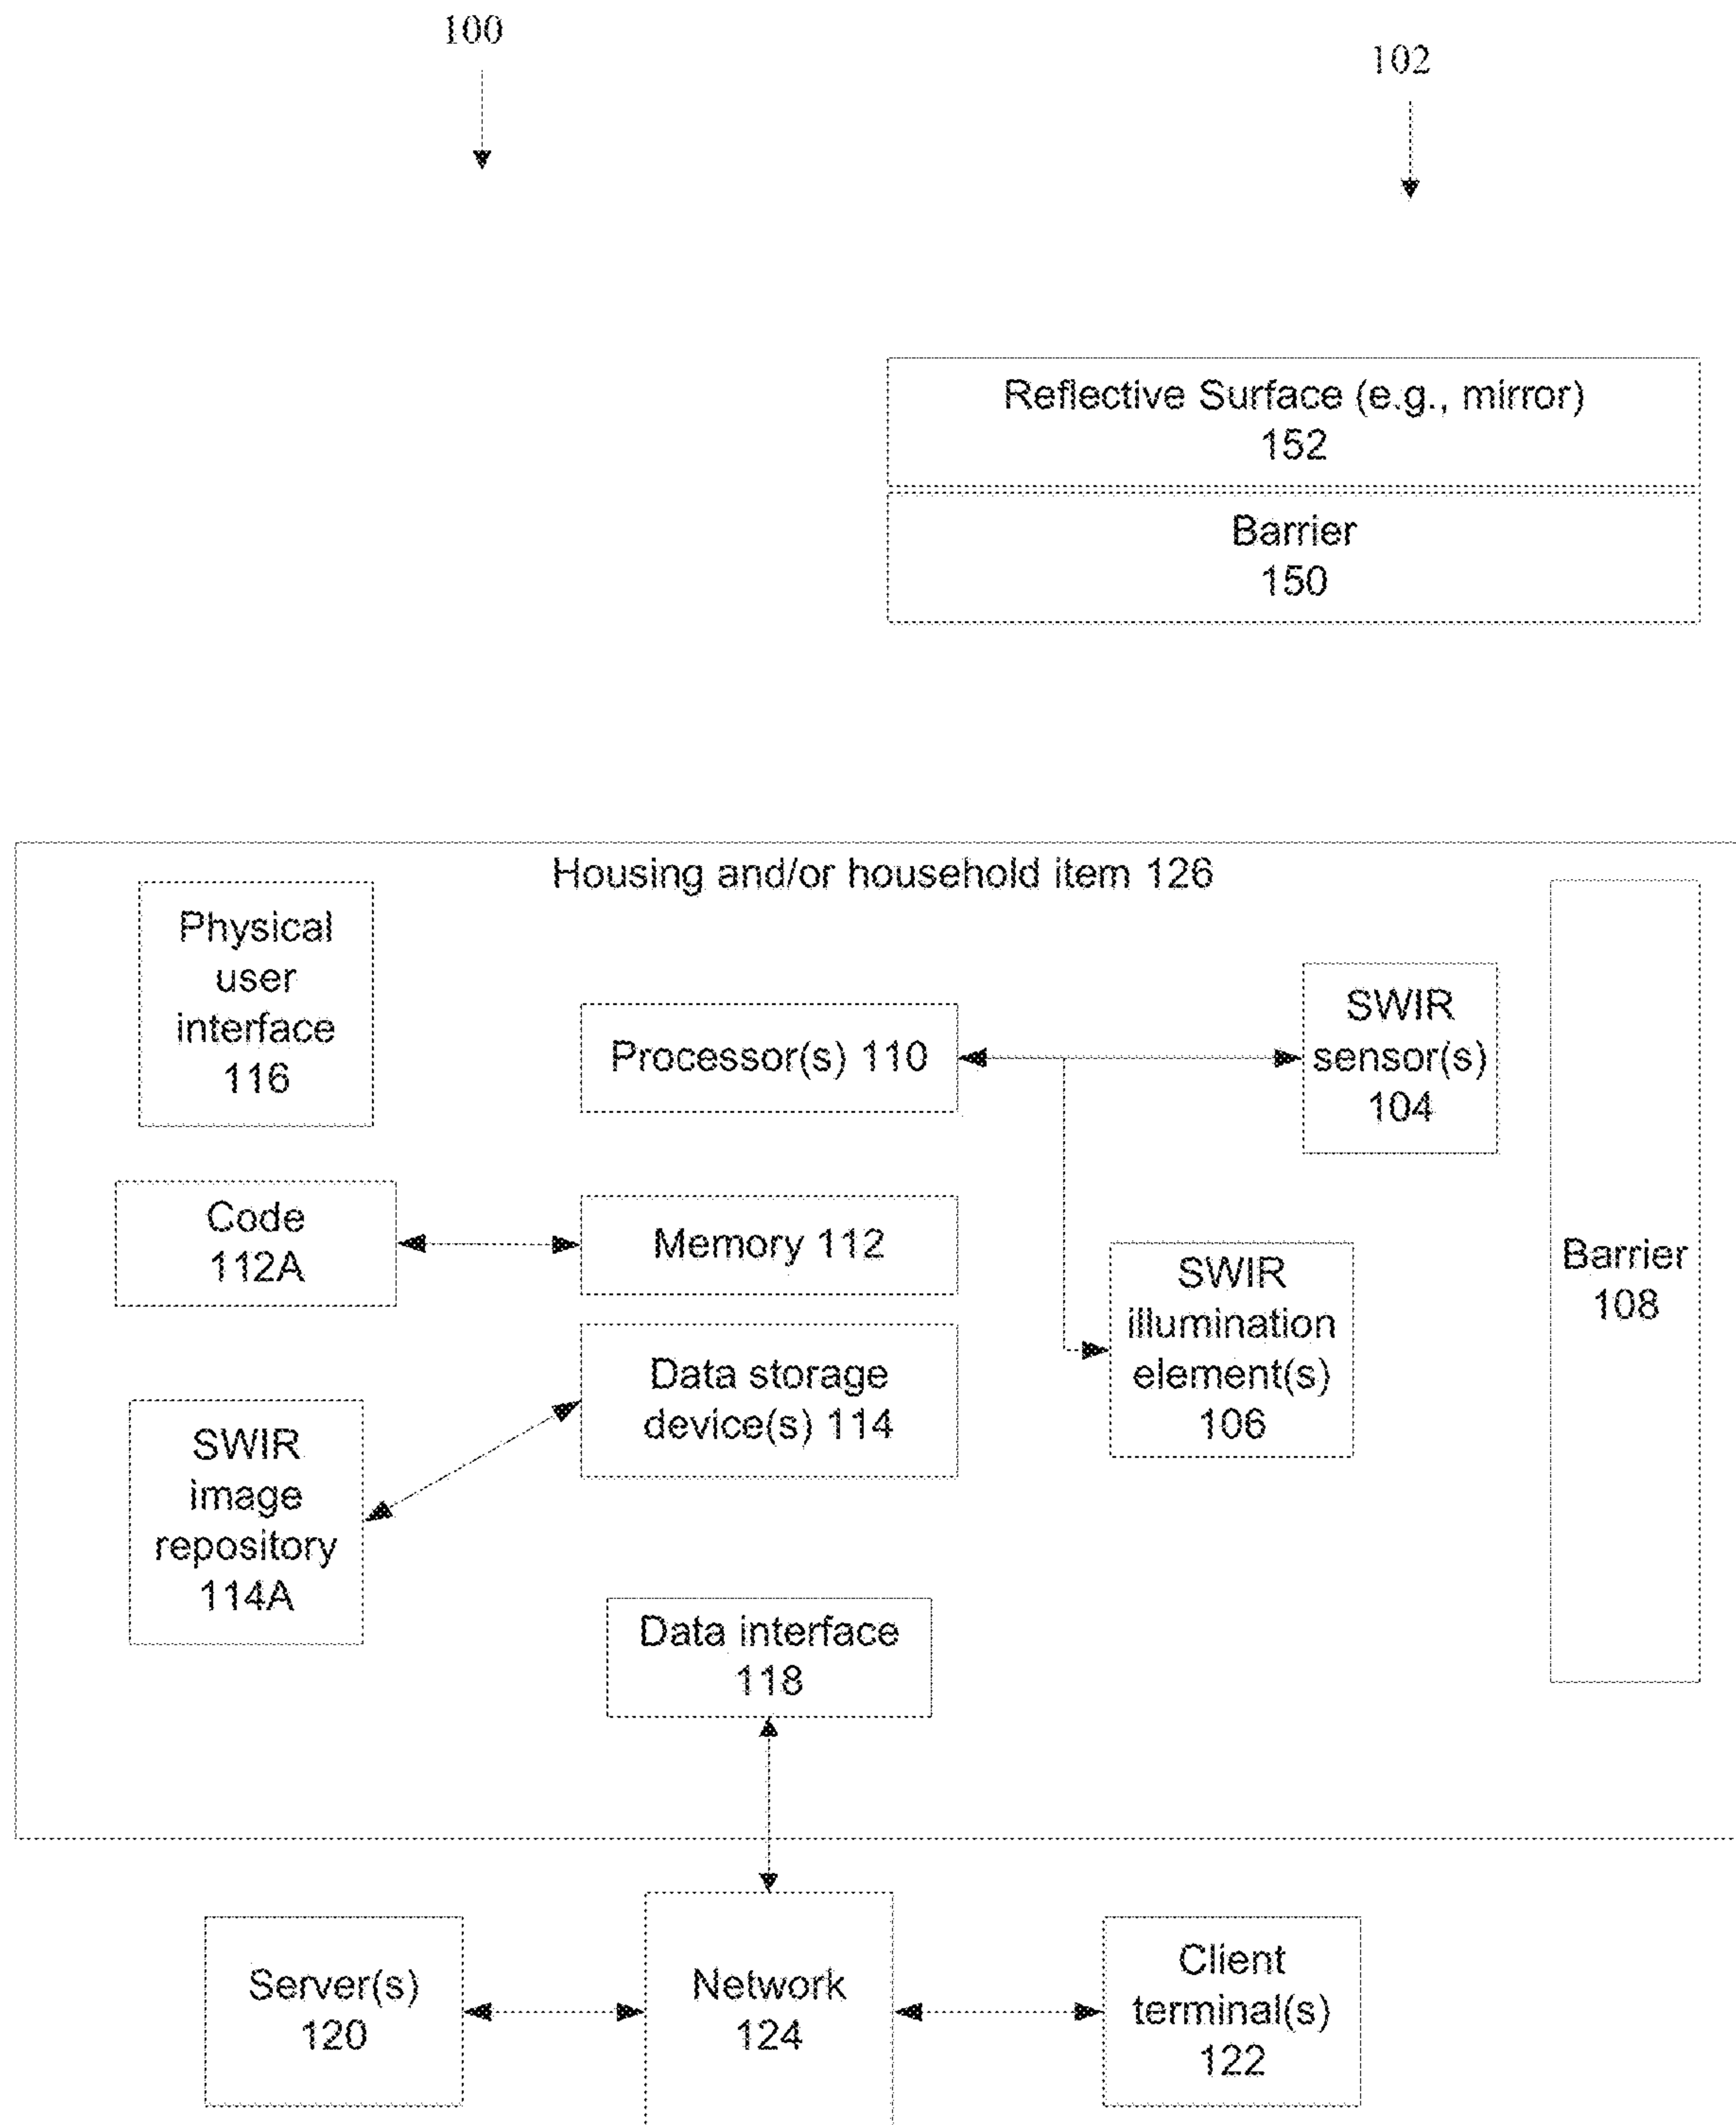 100
102
Reflective Surface (e.g., mirror)
152
Barrier
150
Housing and/or household item 126
Physical
user
interface
116
Processor(s) 110
SWIR
sensor(s)
104
Code
112A
Memory 112
SWIR
illumination
element(s)
106
Barrier
108
Data storage
device(s) 114
SWIR
image
repository
114A
Data interface
118
Server(s)
120
Network
124
Client
terminal(s)
122